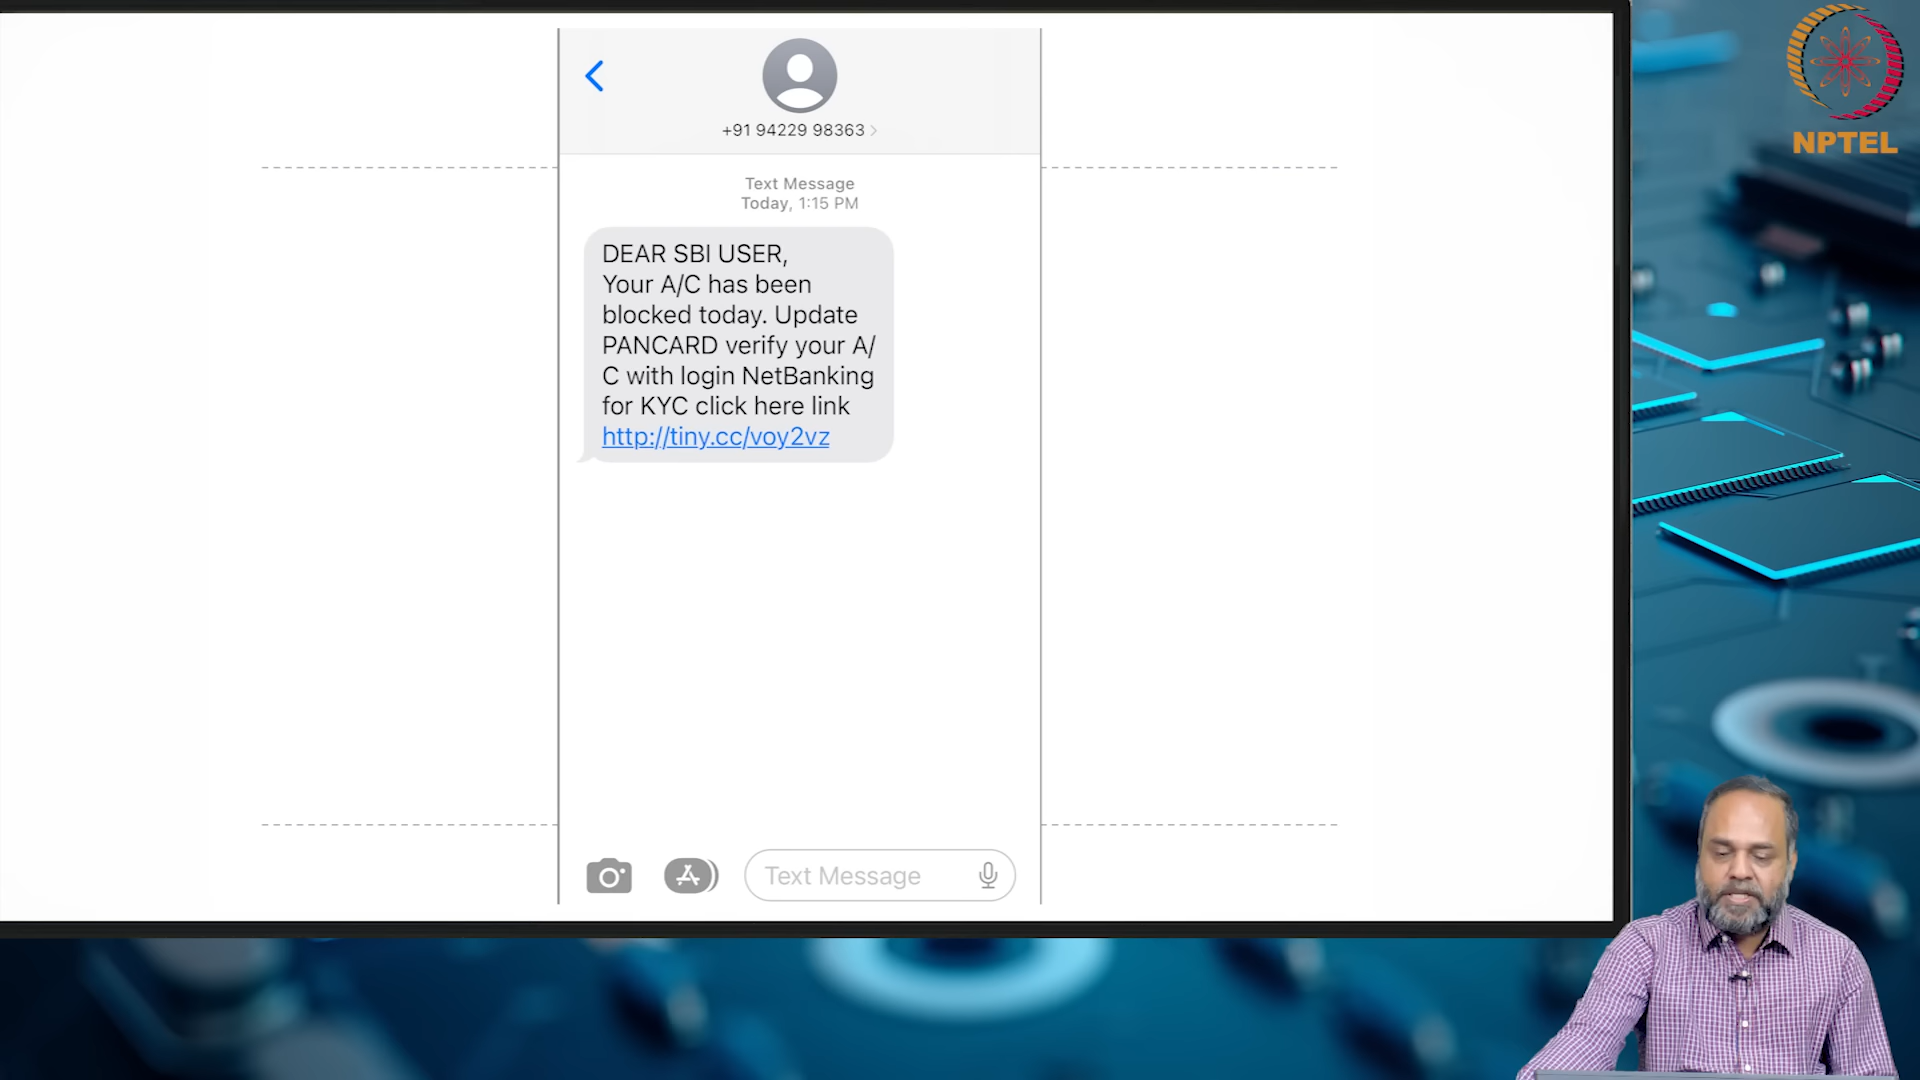 NPTEL
+91 94229 98363
Text Message
Today, 1:15 PM
DEAR SBI USER,
Your A/C has been
blocked today. Update
PANCARD verify your A/
C with login NetBanking
for KYC click here link
http://tiny.cc/voy2vz
Text Message